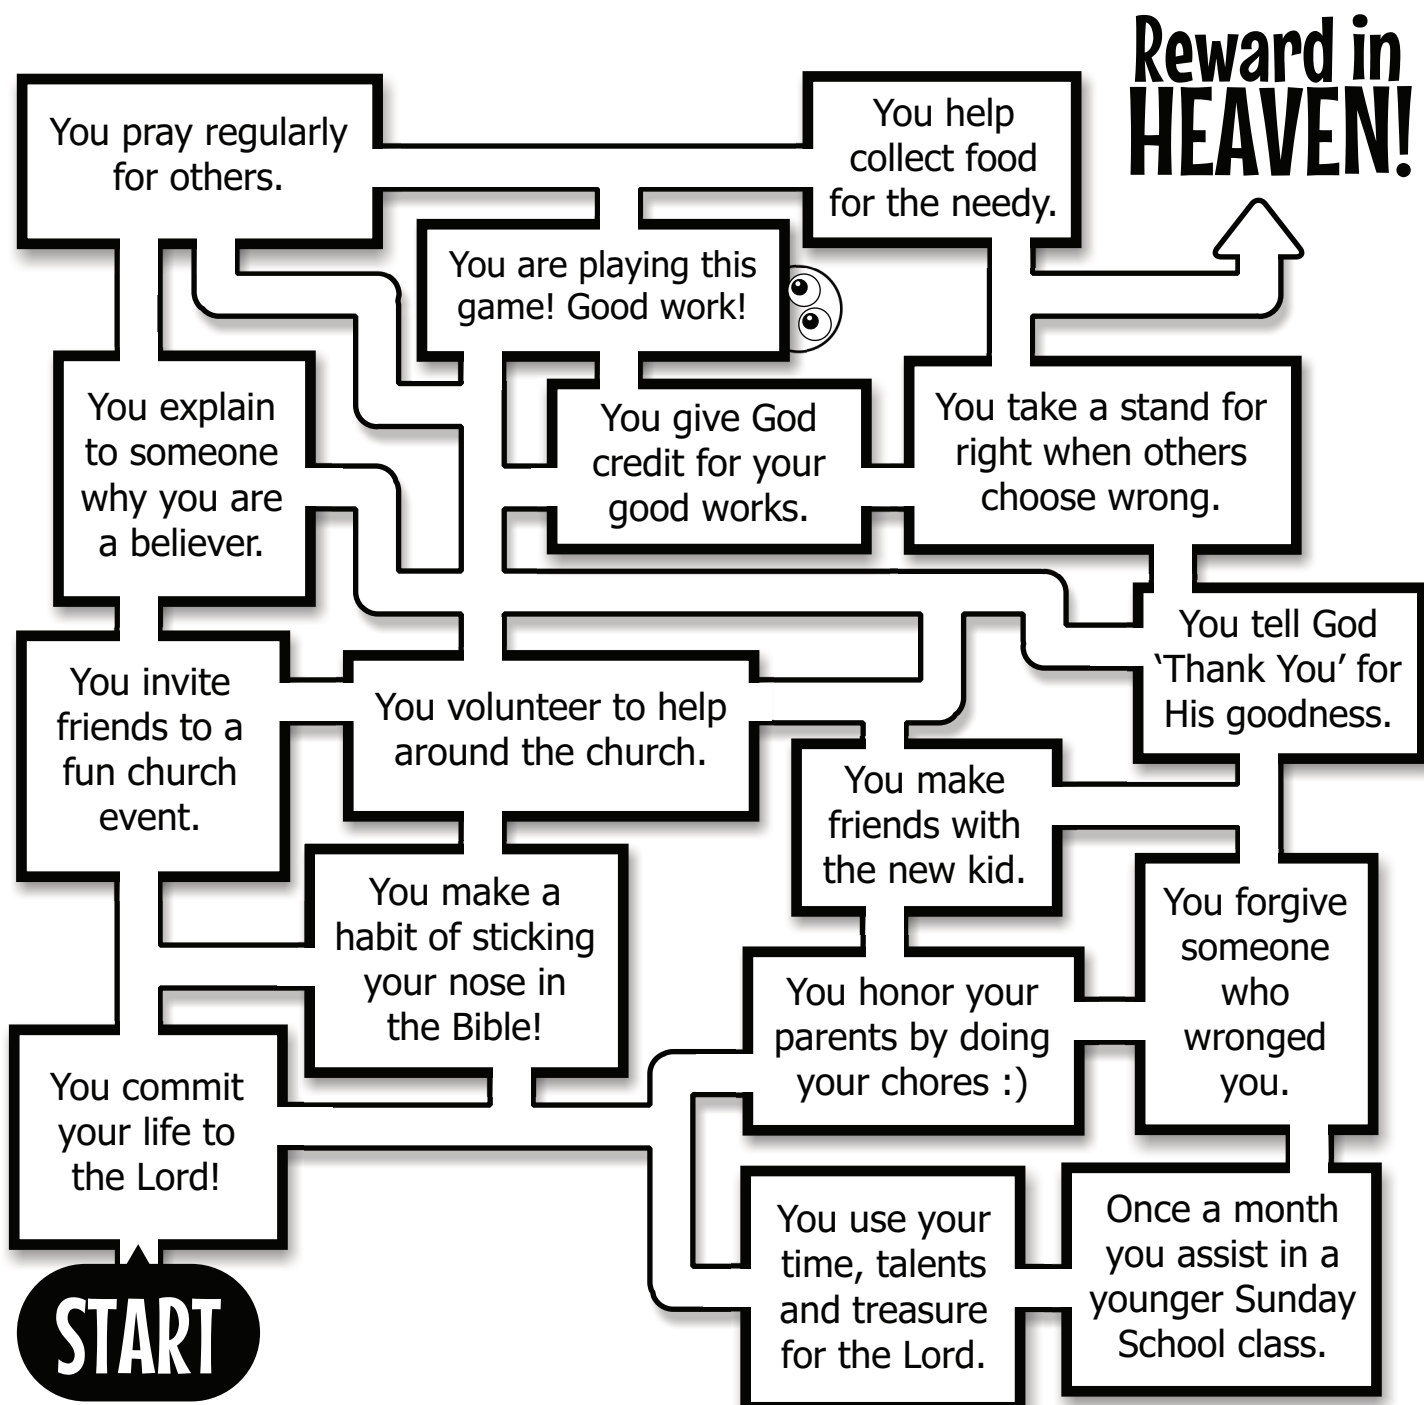 Reward in
HEAVEN!
You pray regularly
for others.
You help
collect food
for the needy.
You are playing this
game! Good work!
You explain
to someone
why you are
a believer.
You give God
credit for your
good works.
You take a stand for
right when others
choose wrong.
You invite
friends to a
fun church
event.
You volunteer to help
around the church.
You tell God
‘Thank You’ for
His goodness.
You make
friends with
the new kid.
You make a
habit of sticking
your nose in
the Bible!
You forgive
someone
who
wronged
you.
You honor your
parents by doing
your chores :)
You commit
your life to
the Lord!
You use your
time, talents
and treasure
for the Lord.
Once a month
you assist in a
younger Sunday
School class.
START